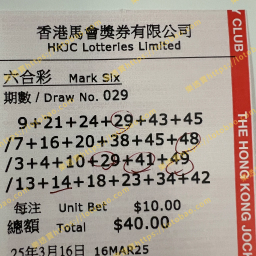 香港馬會獎券有限公司
HKJC Lotteries Limited
六合彩 Mark Six
期數 / Draw No. 029
9+21+24+29+43+45
/7+16+20+38+45+48
/3+4+10+29+41+49
/13+14+18+23+34+42
每注 Unit Bet $10.00
總額 Total $40.00
25年3月16日 16MAR25
CLUB
THE HONG KONG JOCK